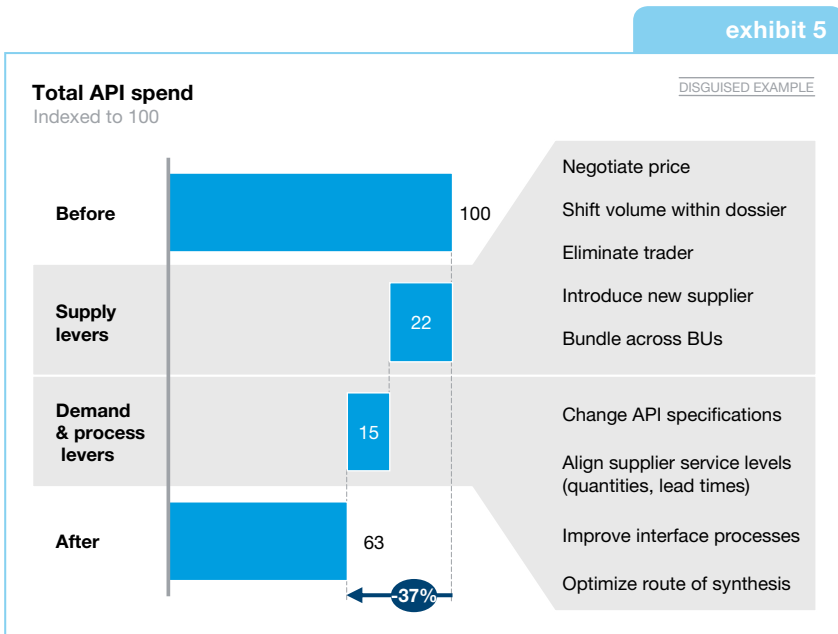 exhibit 5
Total API spend
Indexed to 100
DISGUISED EXAMPLE
Before
100
Supply
levers
22
Demand
& process
levers
15
After
63
-37%
Negotiate price
Shift volume within dossier
Eliminate trader
Introduce new supplier
Bundle across BUs
Change API specifications
Align supplier service levels
(quantities, lead times)
Improve interface processes
Optimize route of synthesis